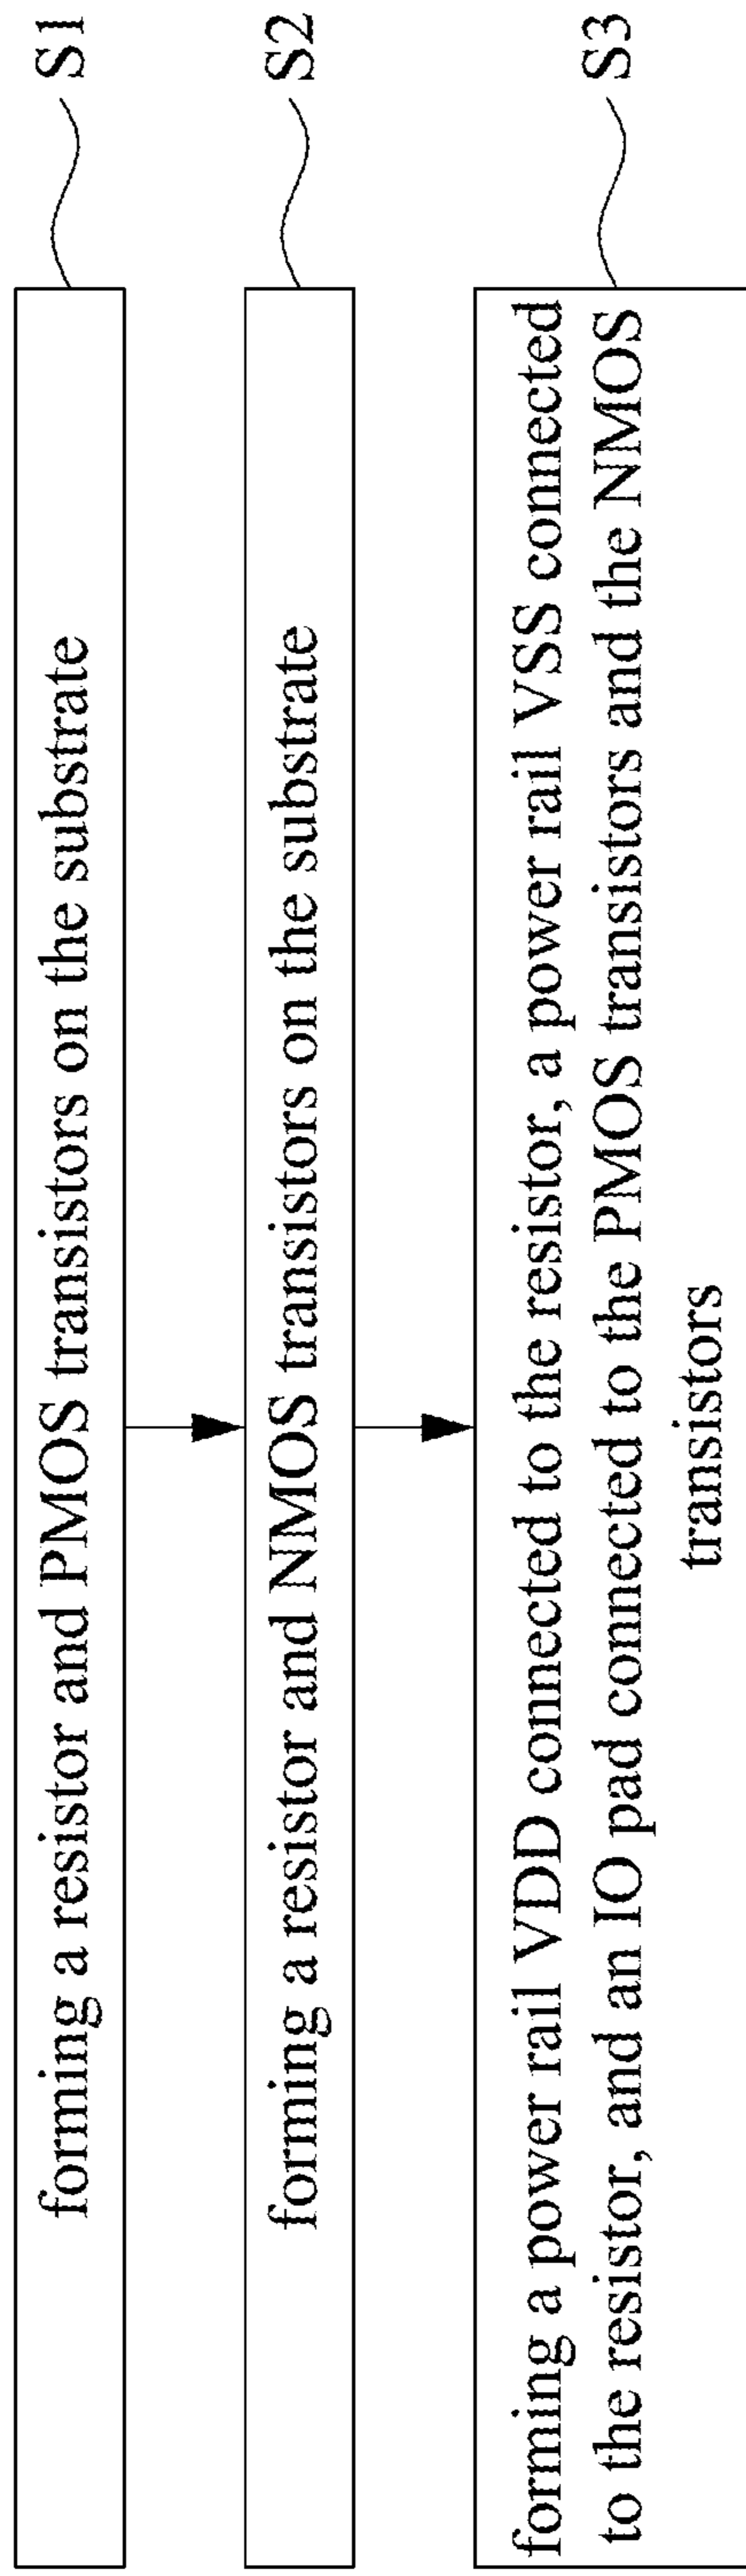 forming a resistor and PMOS transistors on the substrate
S1
forming a resistor and NMOS transistors on the substrate
S2
forming a power rail VDD connected to the resistor, a power rail VSS connected
to the resistor, and an IO pad connected to the PMOS transistors and the NMOS
transistors
S3